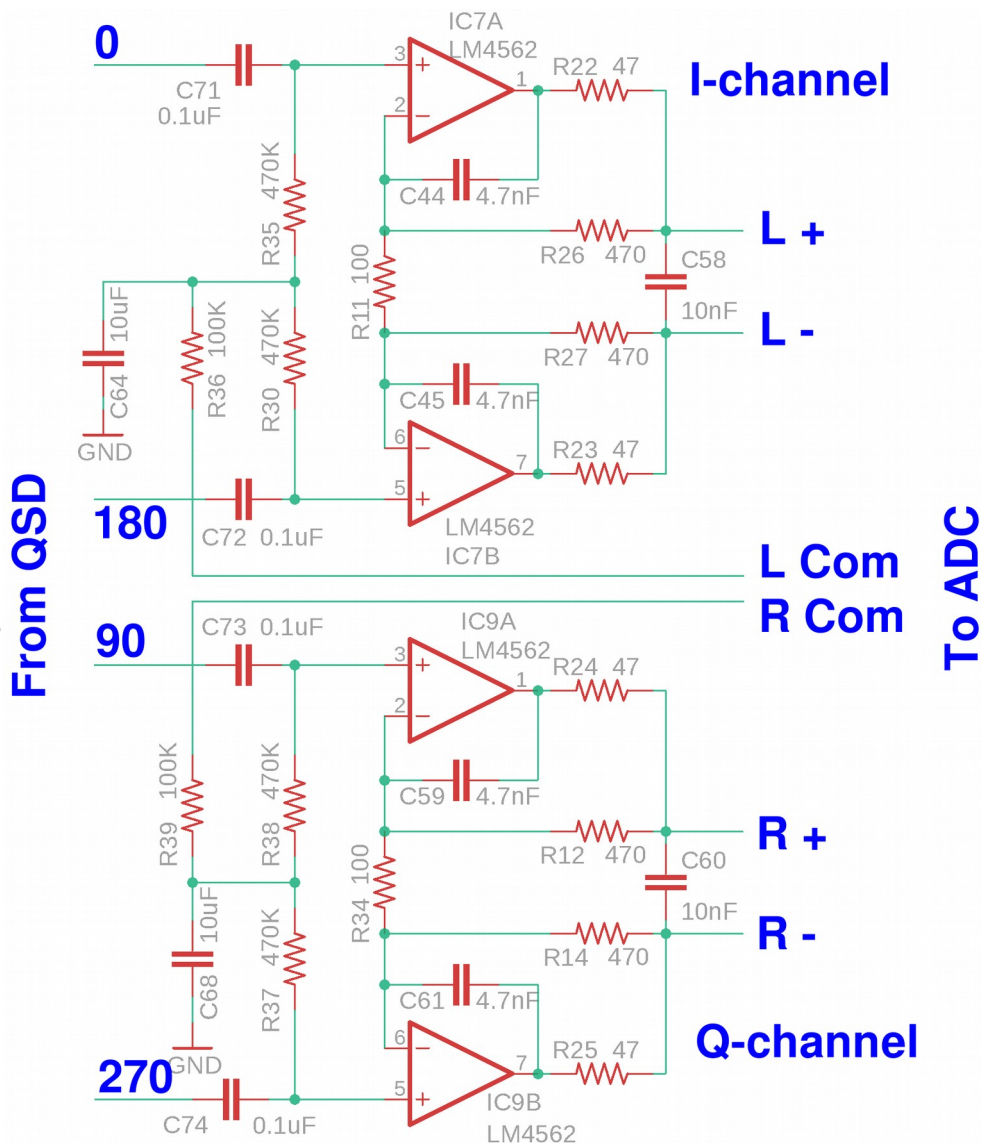 IC7A
LM4562
0
3
+
1
R22 47
I-channel
C71
0.1uF
2
−
C44 4.7nF
R35 470K
L +
R26 470
C58
10nF
R11 100
10uF
C64
GND
R36 100K
R30 470K
L -
R27 470
C45 4.7nF
6
−
7
R23 47
180
5
+
C72 0.1uF
LM4562
IC7B
L Com
R Com
From QSD
To ADC
90
C73 0.1uF
IC9A
LM4562
3
+
1
R24 47
2
−
C59 4.7nF
R39 100K
R38 470K
R +
R12 470
C60
10nF
R34 100
R -
R14 470
10uF
C68
GND
R37 470K
C61 4.7nF
Q-channel
6
−
7
R25 47
270
5
+
C74 0.1uF
IC9B
LM4562